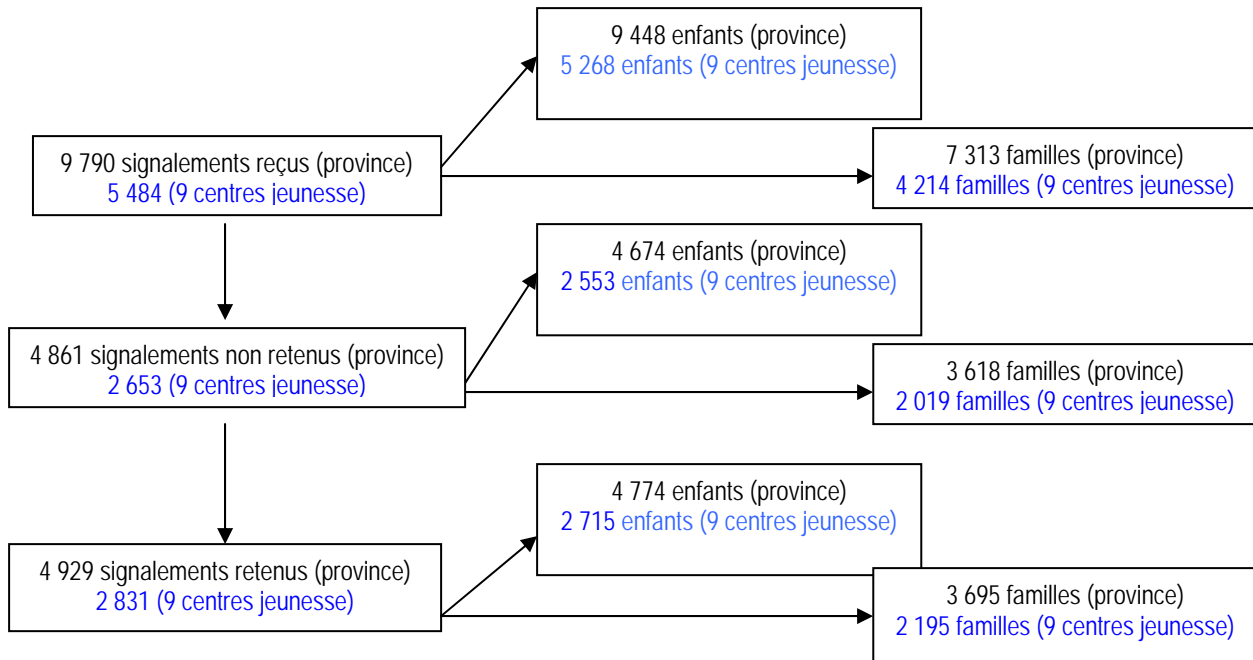 9 448 enfants (province)
5 268 enfants (9 centres jeunesse)
9 790 signalements reçus (province)
5 484 (9 centres jeunesse)
7 313 familles (province)
4 214 familles (9 centres jeunesse)
4 674 enfants (province)
2 553 enfants (9 centres jeunesse)
4 861 signalements non retenus (province)
2 653 (9 centres jeunesse)
3 618 familles (province)
2 019 familles (9 centres jeunesse)
4 774 enfants (province)
2 715 enfants (9 centres jeunesse)
4 929 signalements retenus (province)
2 831 (9 centres jeunesse)
3 695 familles (province)
2 195 familles (9 centres jeunesse)